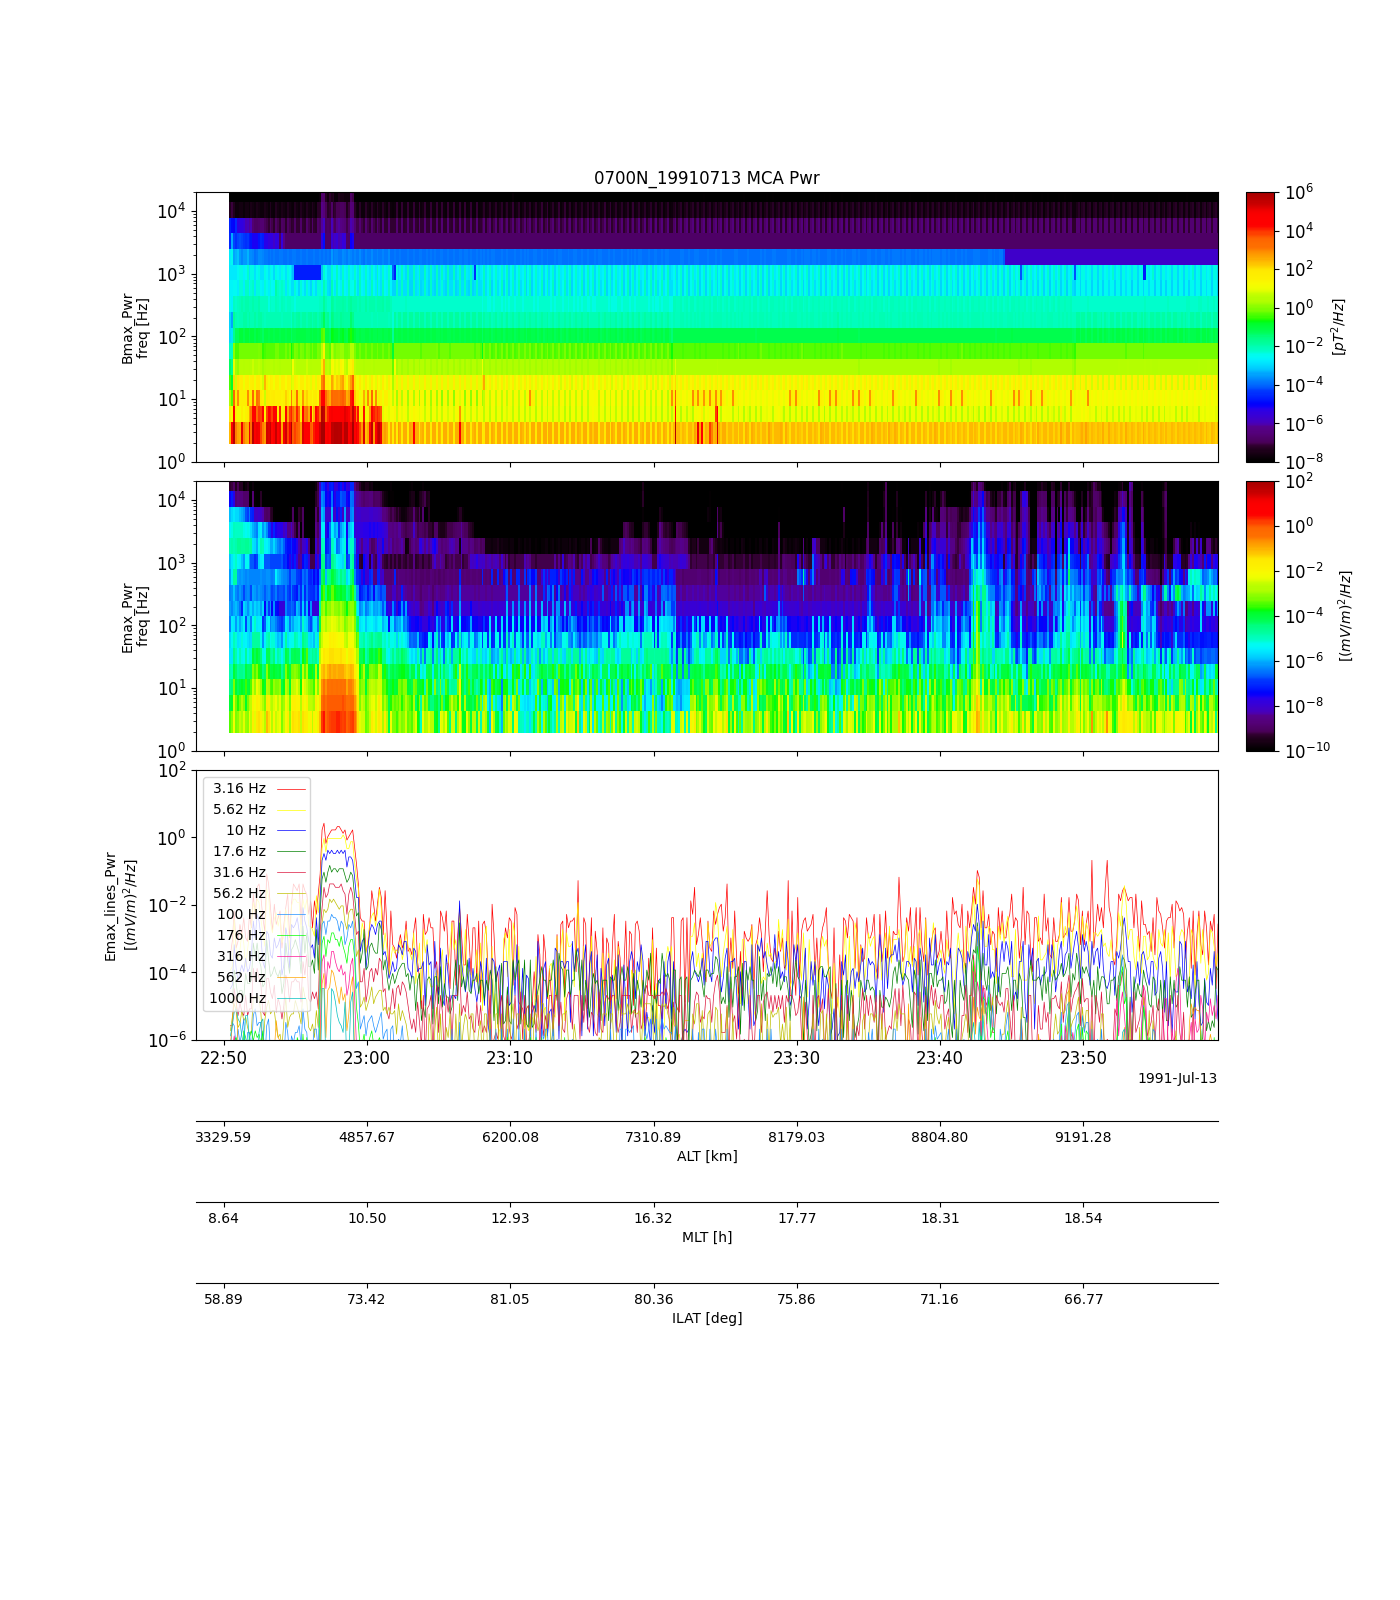 0700N_19910713 MCA Pwr
10^4
10^3
10^2
10^1
10^0
Bmax_Pwr
freq [Hz]
10^6
10^4
10^2
10^0
10^-2
10^-4
10^-6
10^-8
[pT^2/Hz]
10^4
10^3
10^2
10^1
10^0
Emax_Pwr
freq [Hz]
10^2
10^0
10^-2
10^-4
10^-6
10^-8
10^-10
[(mV/m)^2/Hz]
10^2
10^0
10^-2
10^-4
10^-6
Emax_lines_Pwr
[(mV/m)^2/Hz]
3.16 Hz
5.62 Hz
10 Hz
17.6 Hz
31.6 Hz
56.2 Hz
100 Hz
176 Hz
316 Hz
562 Hz
1000 Hz
22:50 23:00 23:10 23:20 23:30 23:40 23:50
1991-Jul-13
3329.59 4857.67 6200.08 7310.89 8179.03 8804.80 9191.28
ALT [km]
8.64 10.50 12.93 16.32 17.77 18.31 18.54
MLT [h]
58.89 73.42 81.05 80.36 75.86 71.16 66.77
ILAT [deg]